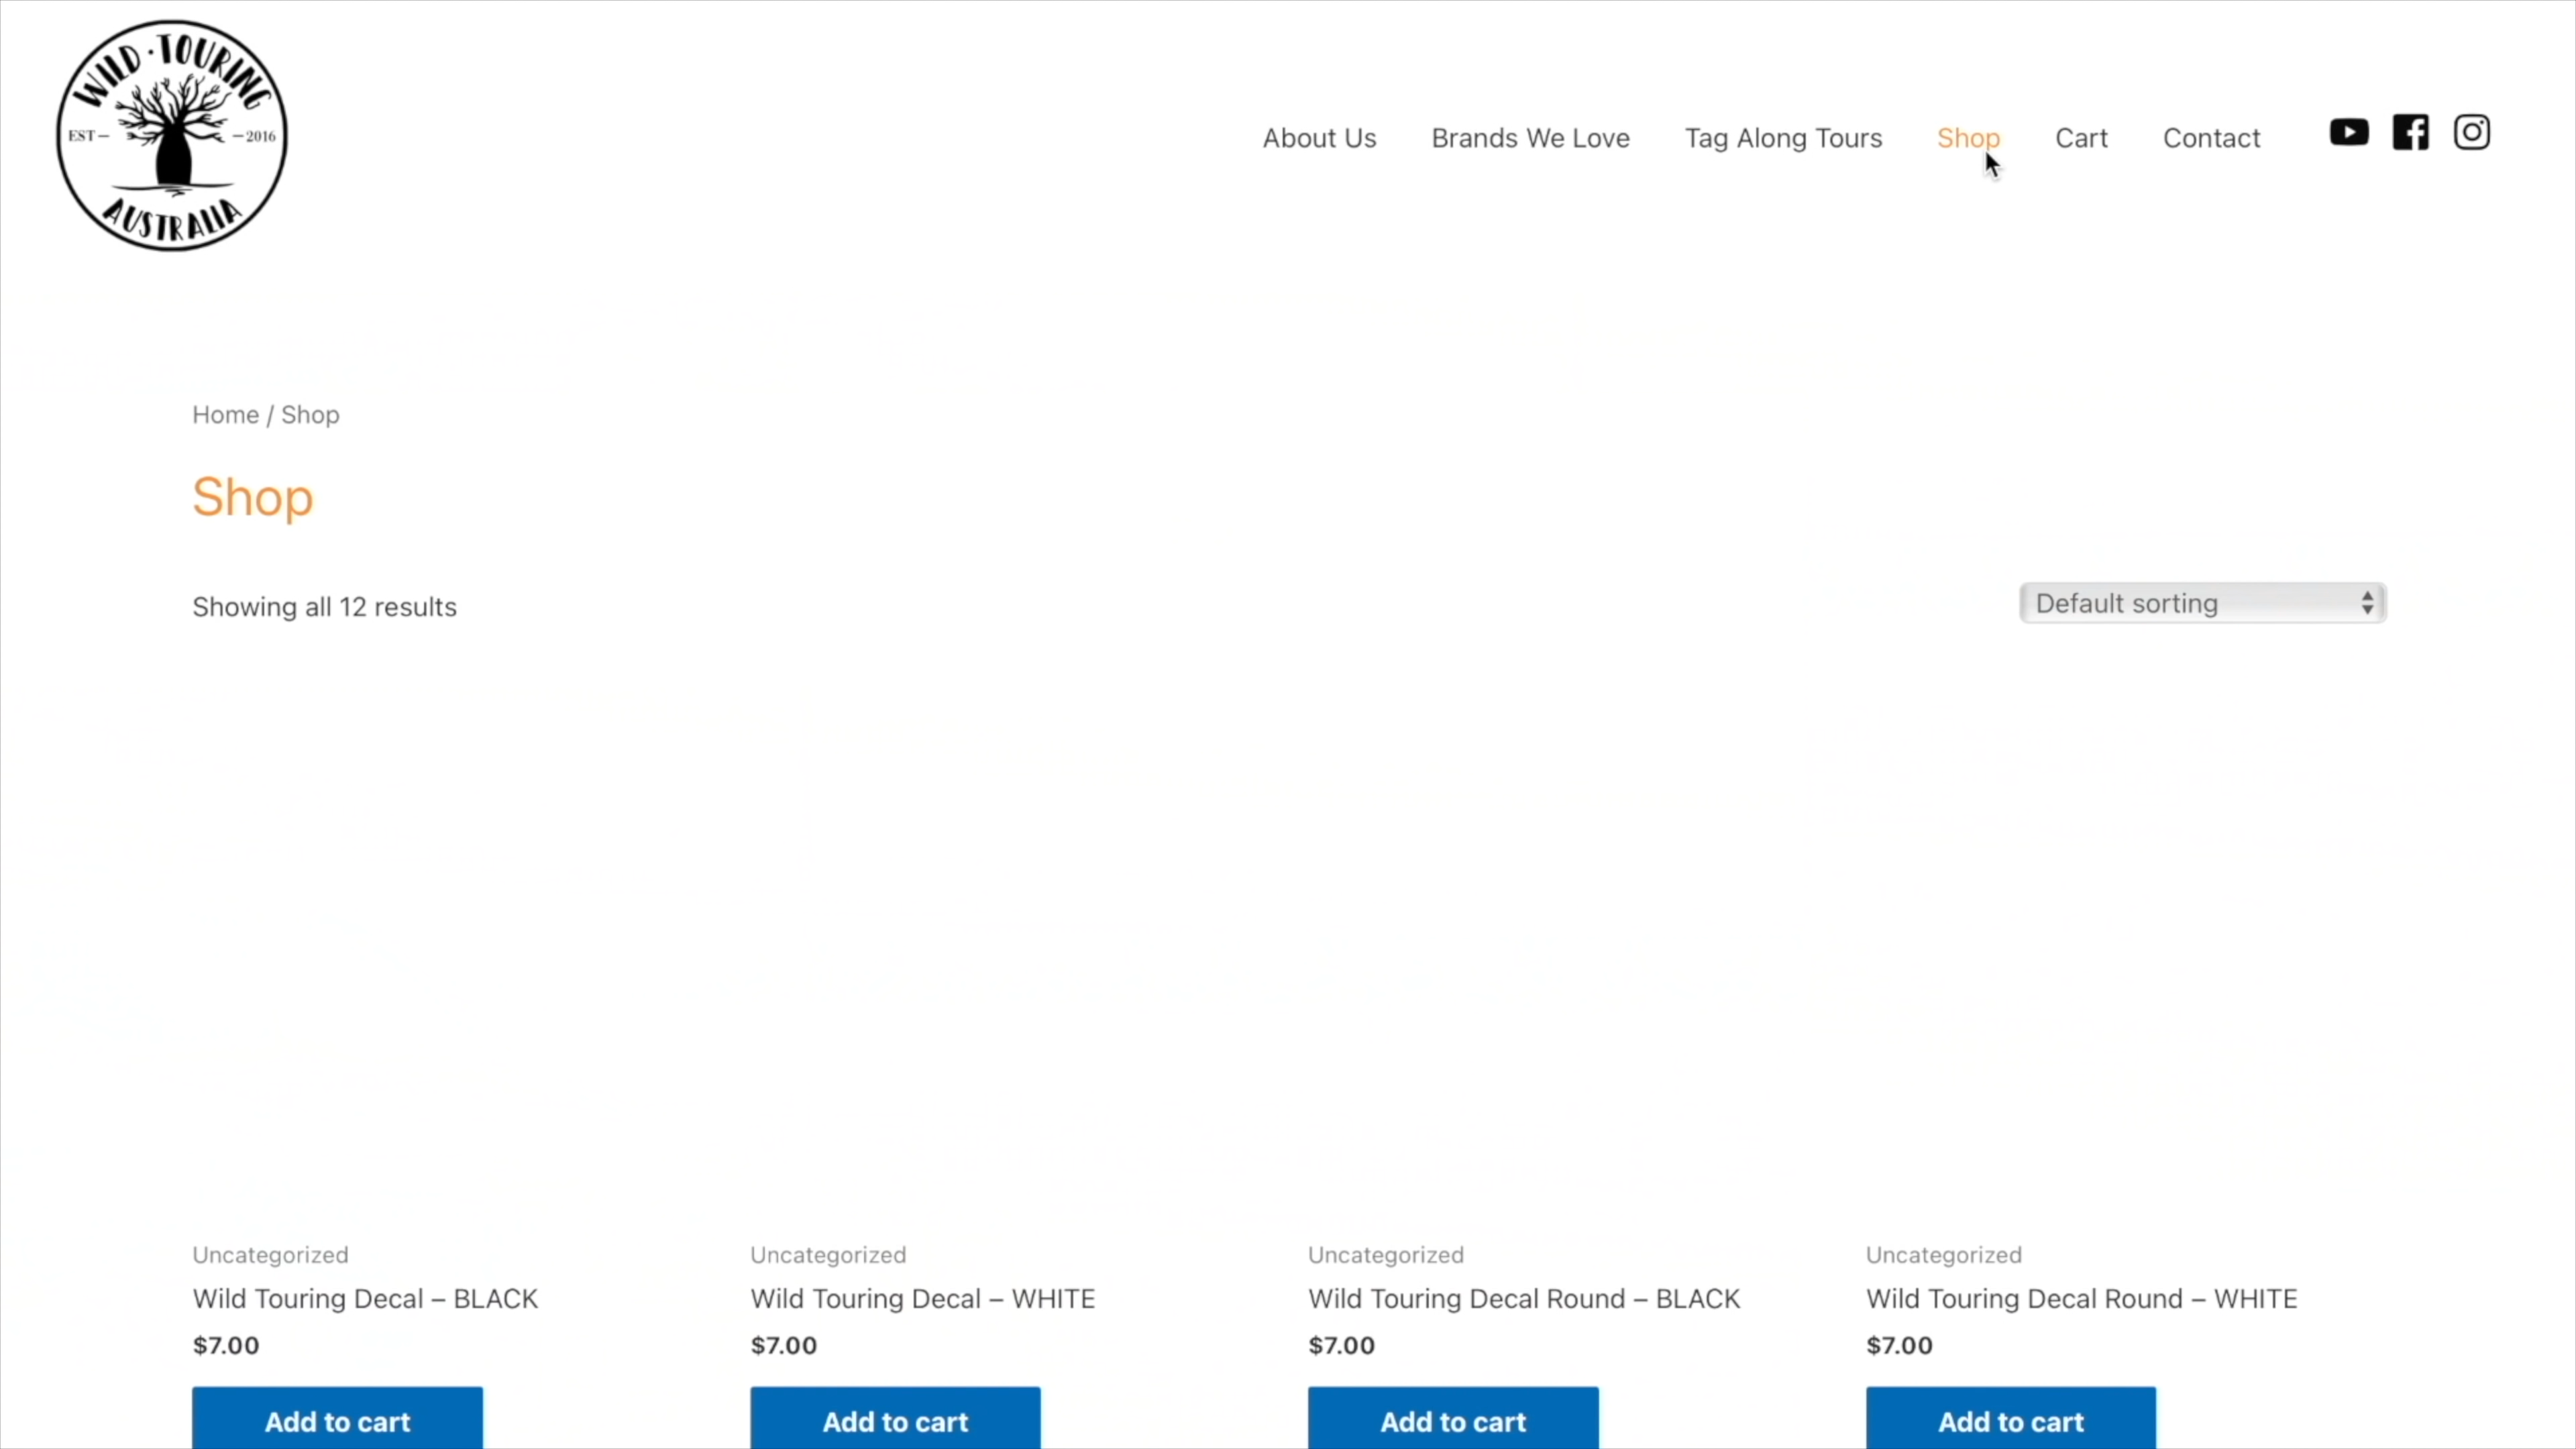 WILD · TOURING
EST – – 2016
AUSTRALIA
About Us Brands We Love Tag Along Tours Shop Cart Contact
Home / Shop
Shop
Showing all 12 results
Default sorting
Uncategorized Uncategorized Uncategorized Uncategorized
Wild Touring Decal – BLACK Wild Touring Decal – WHITE Wild Touring Decal Round – BLACK Wild Touring Decal Round – WHITE
$7.00 $7.00 $7.00 $7.00
Add to cart Add to cart Add to cart Add to cart